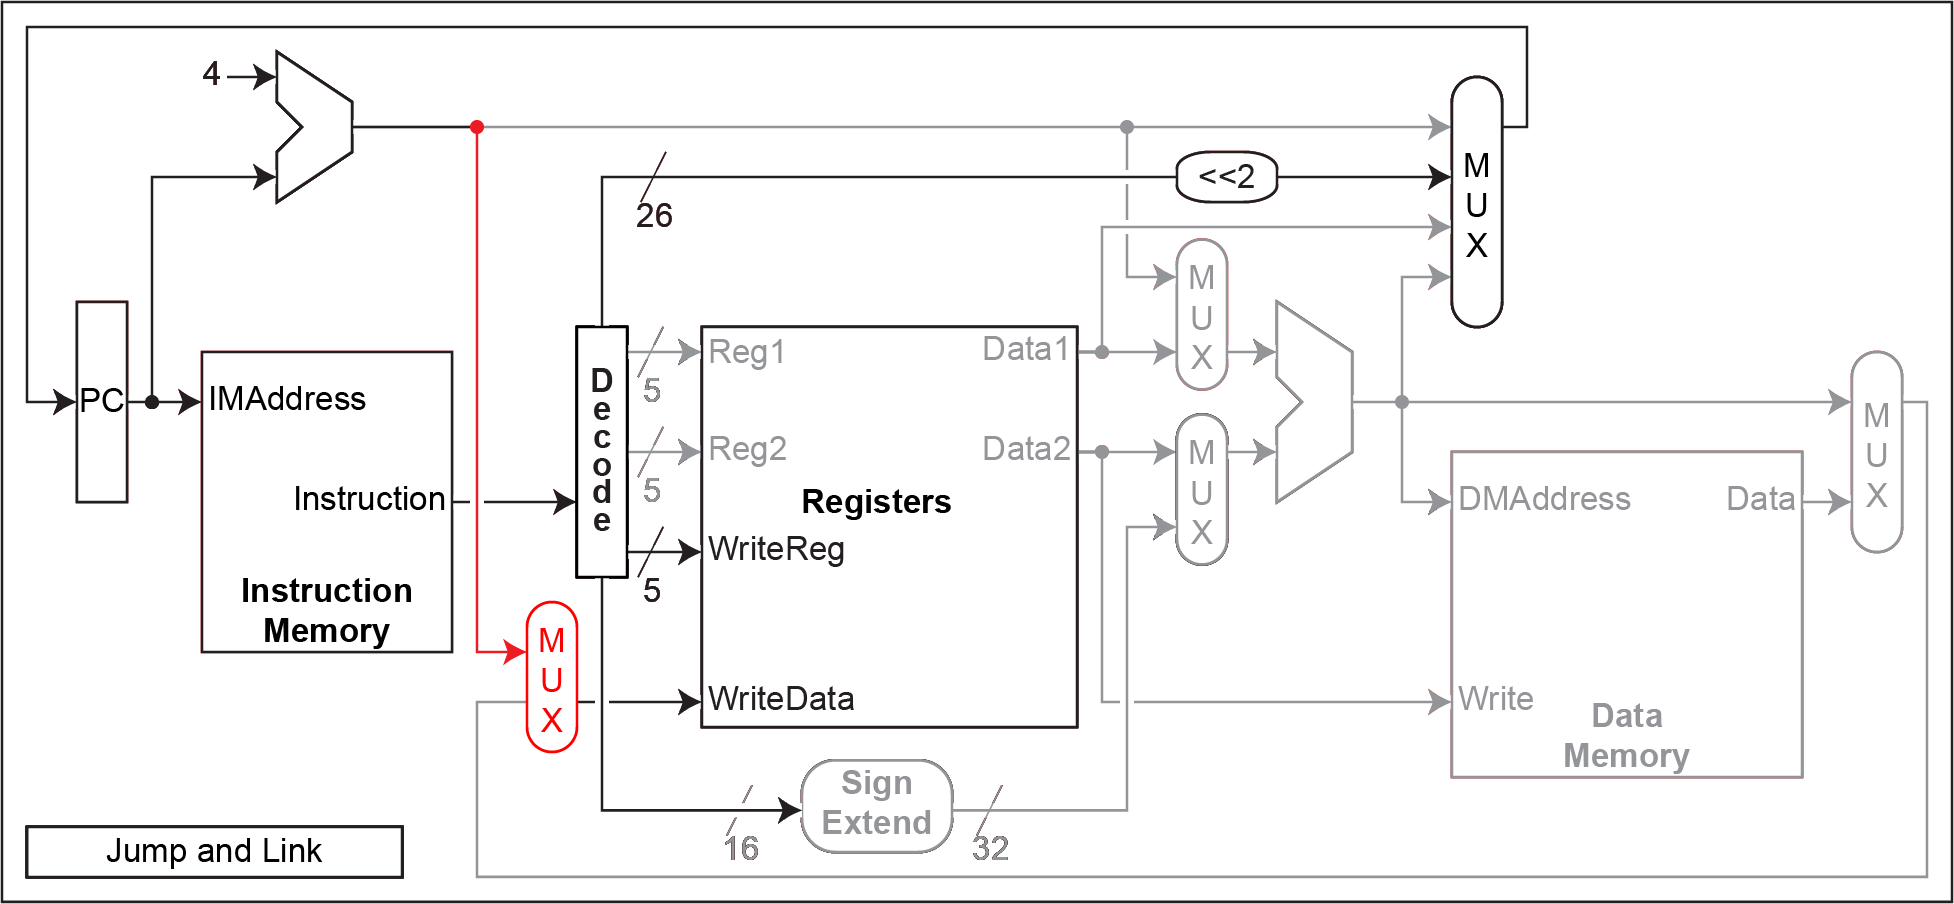 4
26
<<2
M
U
X
PC
IMAddress
Instruction
Instruction
Memory
Decode
5
5
5
Reg1
Reg2
WriteReg
WriteData
Data1
Data2
Registers
M
U
X
M
U
X
M
U
X
DMAddress
Data
Write
Data
Memory
M
U
X
Sign
Extend
16
32
Jump and Link